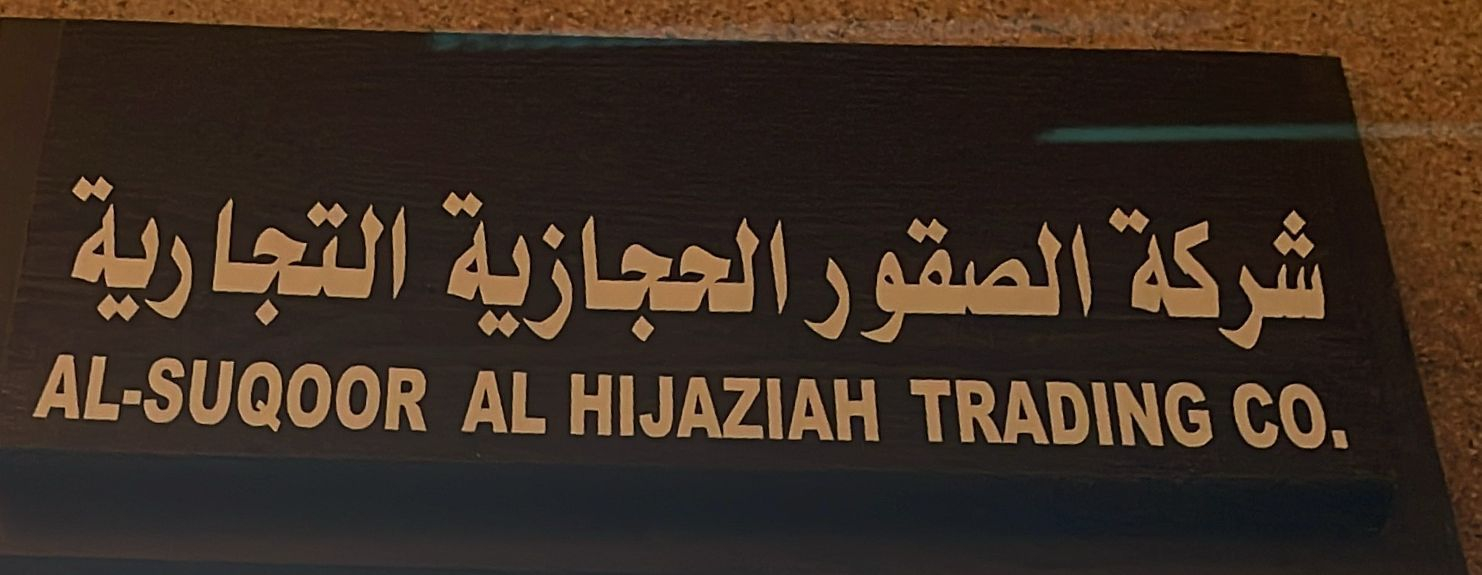 شركة الصقور الحجازية التجارية
AL-SUQOOR AL HIJAZIAH TRADING CO.